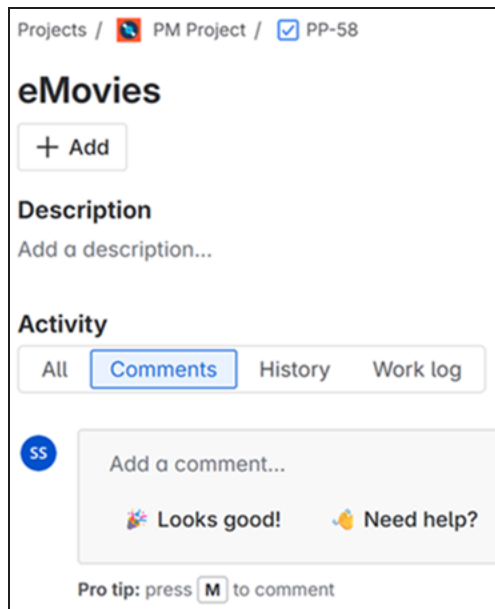 Projects / PM Project / PP-58
eMovies
+ Add
Description
Add a description...
Activity
All Comments History Work log
SS Add a comment...
Looks good! Need help?
Pro tip: press M to comment